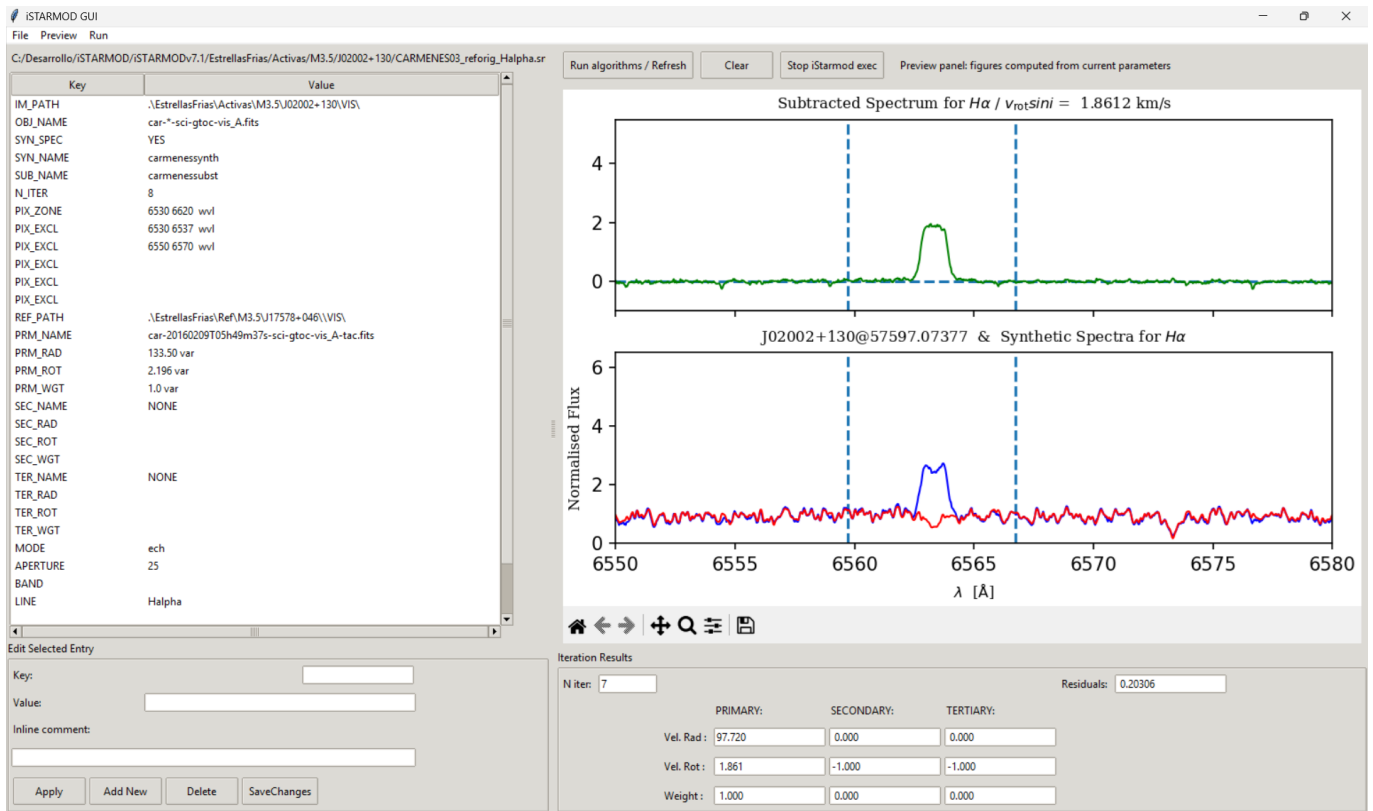 iSTARMOD GUI
File Preview Run
C:/Desarrollo/iSTARMOD/iSTARMODv7.1/EstrellasFrias/Activas/M3.5/J02002+130/CARMENES03_reforig_Halpha.sr
Key Value
IM_PATH .\EstrellasFrias\Activas\M3.5\J02002+130\VIS\
OBJ_NAME car-*-sci-gtoc-vis_A.fits
SYN_SPEC YES
SYN_NAME carmenessynth
SUB_NAME carmenessubst
N_ITER 8
PIX_ZONE 6530 6620 wvl
PIX_EXCL 6530 6537 wvl
PIX_EXCL 6550 6570 wvl
PIX_EXCL
PIX_EXCL
PIX_EXCL
REF_PATH .\EstrellasFrias\Ref\M3.5\J17578+046\\VIS\
PRM_NAME car-20160209T05h49m37s-sci-gtoc-vis_A-tac.fits
PRM_RAD 133.50 var
PRM_ROT 2.196 var
PRM_WGT 1.0 var
SEC_NAME NONE
SEC_RAD
SEC_ROT
SEC_WGT
TER_NAME NONE
TER_RAD
TER_ROT
TER_WGT
MODE ech
APERTURE 25
BAND
LINE Halpha
Edit Selected Entry
Key:
Value:
Inline comment:
Apply Add New Delete SaveChanges
Run algorithms / Refresh Clear Stop iStarmod exec Preview panel: figures computed from current parameters
Subtracted Spectrum for Hα / vrotsini = 1.8612 km/s
4
2
0
J02002+130@57597.07377 & Synthetic Spectra for Hα
Normalised Flux
6
4
2
0
6550 6555 6560 6565 6570 6575 6580
λ [Å]
Iteration Results
N iter: 7 Residuals: 0.20306
PRIMARY: SECONDARY: TERTIARY:
Vel. Rad : 97.720 0.000 0.000
Vel. Rot : 1.861 -1.000 -1.000
Weight : 1.000 0.000 0.000